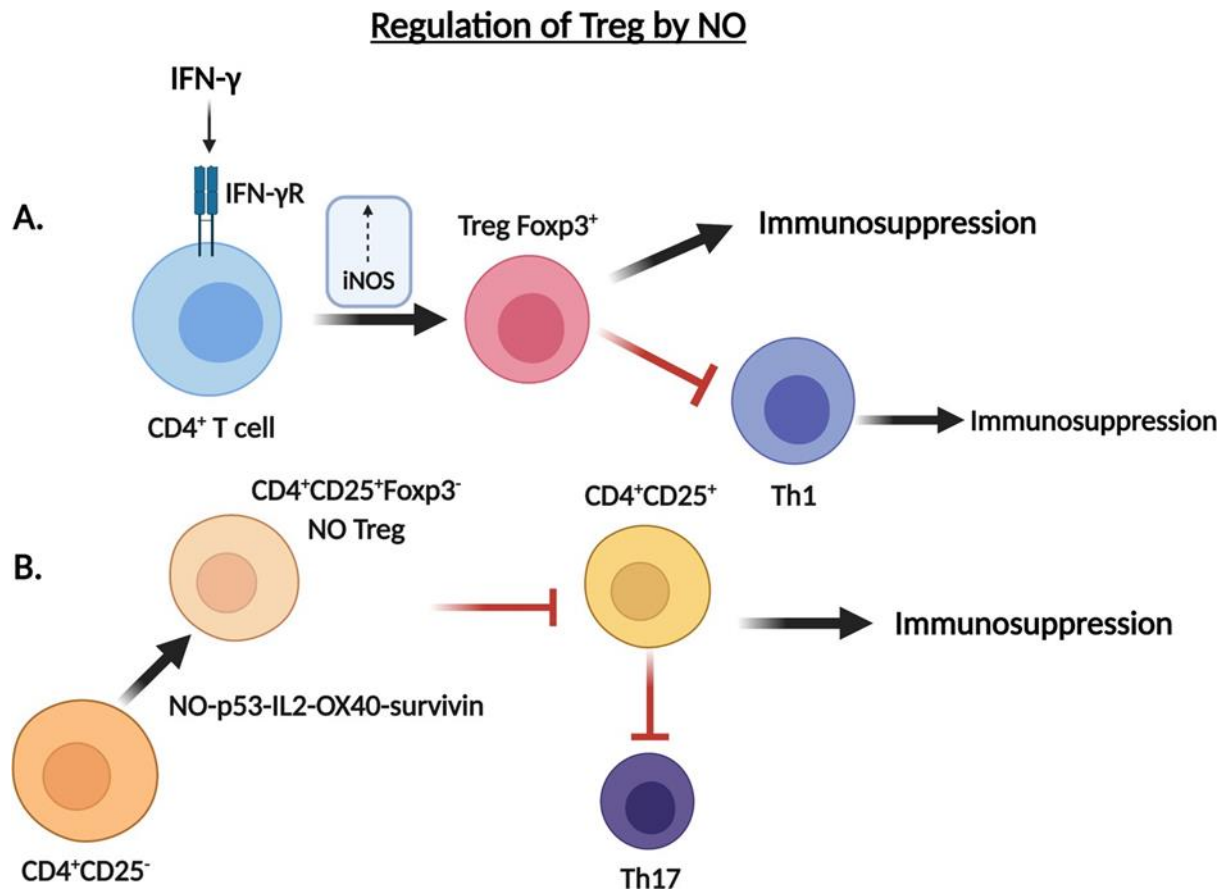 Regulation of Treg by NO
IFN-γ
IFN-γR
A.
iNOS
Treg Foxp3⁺
Immunosuppression
CD4⁺ T cell
Th1
Immunosuppression
B.
CD4⁺CD25⁺Foxp3⁻
NO Treg
CD4⁺CD25⁺
Immunosuppression
NO-p53-IL2-OX40-survivin
CD4⁺CD25⁻
Th17